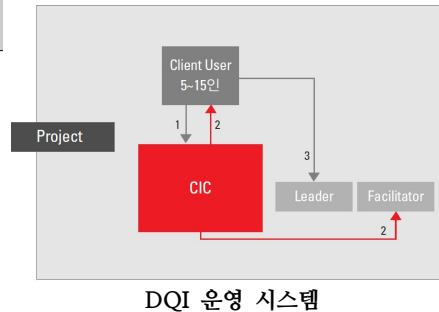 Client User
5~15인
1
2
Project
3
CIC
Leader
Facilitator
2
DQI 운영 시스템